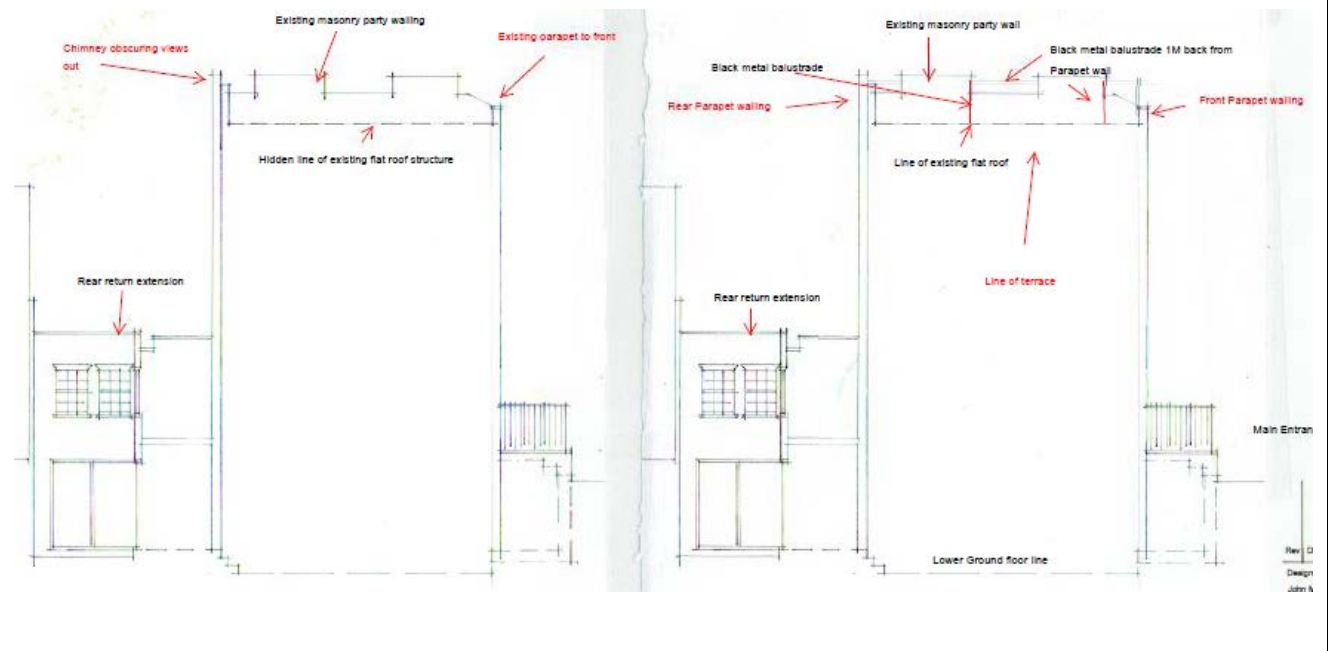 Existing masonry party walling
Chimney obscuring views
out
Existing parapet to front
Hidden line of existing flat roof structure
Rear return extension
Existing masonry party wall
Black metal balustrade 1M back from
Parapet wall
Black metal balustrade
Rear Parapet walling
Front Parapet walling
Line of existing flat roof
Line of terrace
Rear return extension
Main Entran
Lower Ground floor line
Rev
Design
John M